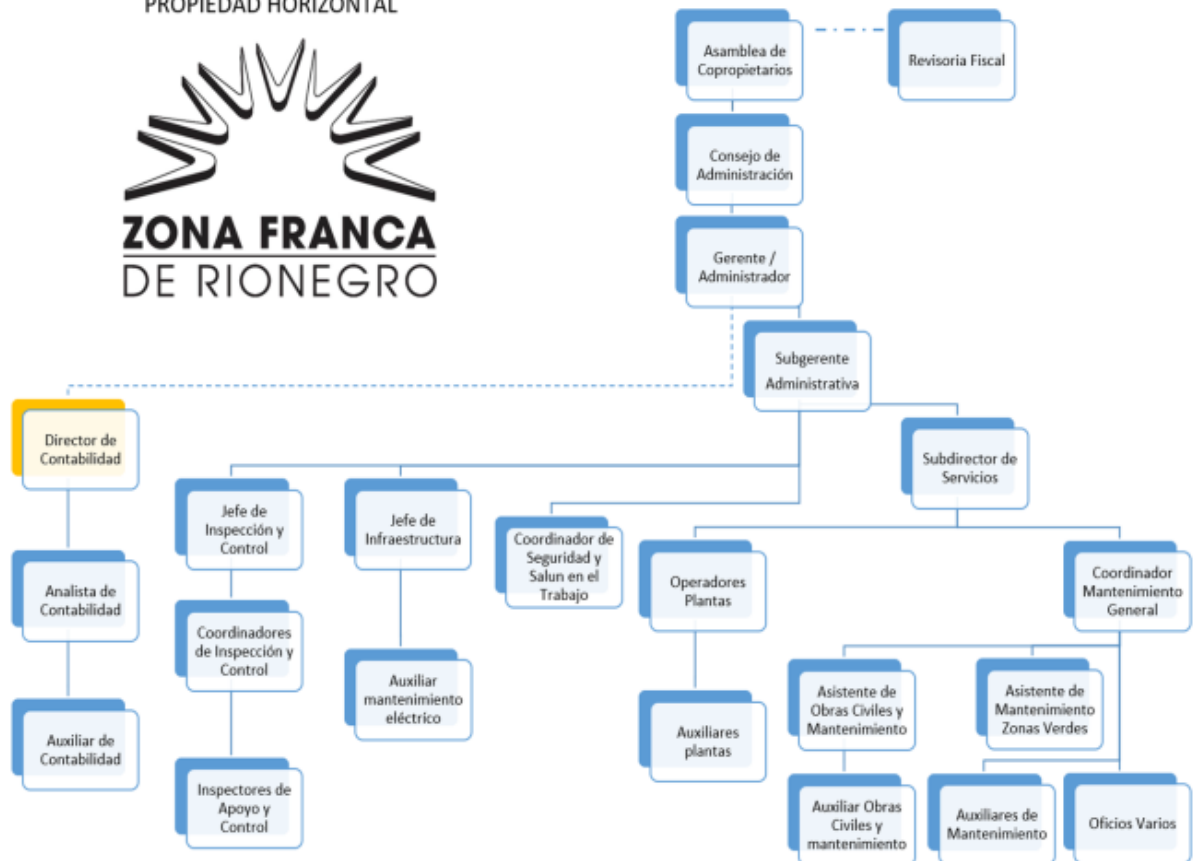 PROPIEDAD HORIZONTAL
ZONA FRANCA
DE RIONEGRO
Asamblea de
Copropietarios
Revisoria Fiscal
Consejo de
Administración
Gerente /
Administrador
Subgerente
Administrativa
Director de
Contabilidad
Subdirector de
Servicios
Jefe de
Inspección y
Control
Jefe de
Infraestructura
Coordinador de
Seguridad y
Salun en el
Trabajo
Operadores
Plantas
Coordinador
Mantenimiento
General
Analista de
Contabilidad
Coordinadores
de Inspección y
Control
Auxiliar
mantenimiento
eléctrico
Asistente de
Obras Civiles y
Mantenimiento
Asistente de
Mantenimiento
Zonas Verdes
Auxiliar de
Contabilidad
Auxiliares
plantas
Inspectores de
Apoyo y
Control
Auxiliar Obras
Civiles y
mantenimiento
Auxiliares de
Mantenimiento
Oficios Varios